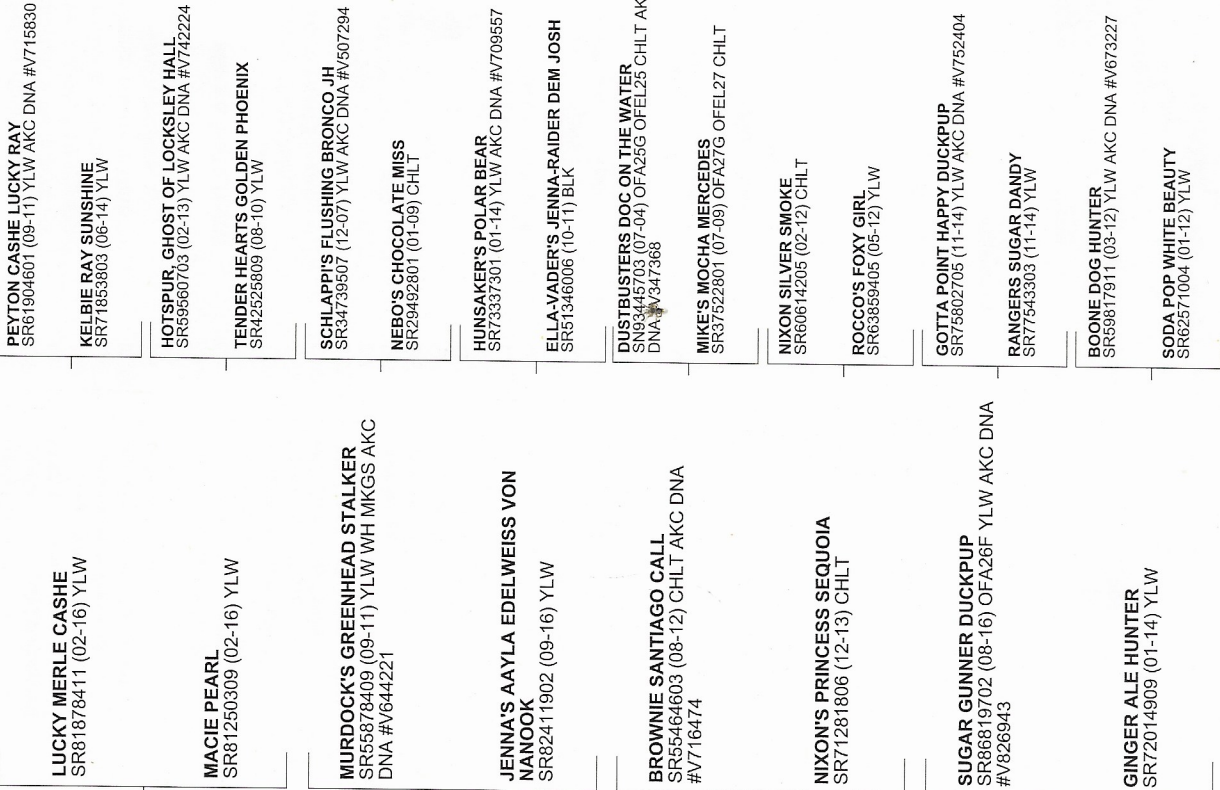 LUCKY MERLE CASHE
SR81878411 (02-16) YLW
MACIE PEARL
SR81250309 (02-16) YLW
MURDOCK'S GREENHEAD STALKER
SR55878409 (09-11) YLW WH MKGS AKC
DNA #V644221
JENNA'S AAYLA EDELWEISS VON
NANOOK
SR82411902 (09-16) YLW
BROWNIE SANTIAGO CALL
SR55464603 (08-12) CHLT AKC DNA
#V716474
NIXON'S PRINCESS SEQUOIA
SR71281806 (12-13) CHLT
SUGAR GUNNER DUCKPUP
SR86819702 (08-16) OFA26F YLW AKC DNA
#V826943
GINGER ALE HUNTER
SR72014909 (01-14) YLW
PEYTON CASHE LUCKY RAY
SR61904601 (09-11) YLW AKC DNA #V715830
KELBIE RAY SUNSHINE
SR71853803 (06-14) YLW
HOTSPUR, GHOST OF LOCKSLEY HALL
SR59560703 (02-13) YLW AKC DNA #V742224
TENDER HEARTS GOLDEN PHOENIX
SR42525809 (08-10) YLW
SCHLAPPI'S FLUSHING BRONCO JH
SR34739507 (12-07) YLW AKC DNA #V507294
NEBO'S CHOCOLATE MISS
SR29492801 (01-09) CHLT
HUNSAKER'S POLAR BEAR
SR73337301 (01-14) YLW AKC DNA #V709557
ELLA-VADER'S JENNA-RAIDER DEM JOSH
SR51346006 (10-11) BLK
DUSTBUSTERS DOC ON THE WATER
SN93445703 (07-04) OFA25G OFEL25 CHLT AK
DNA #V347368
MIKE'S MOCHA MERCEDES
SR37522801 (07-09) OFA27G OFEL27 CHLT
NIXON SILVER SMOKE
SR60614205 (02-12) CHLT
ROCCO'S FOXY GIRL
SR63859405 (05-12) YLW
GOTTA POINT HAPPY DUCKPUP
SR75802705 (11-14) YLW AKC DNA #V752404
RANGERS SUGAR DANDY
SR77543303 (11-14) YLW
BOONE DOG HUNTER
SR59817911 (03-12) YLW AKC DNA #V673227
SODA POP WHITE BEAUTY
SR62571004 (01-12) YLW